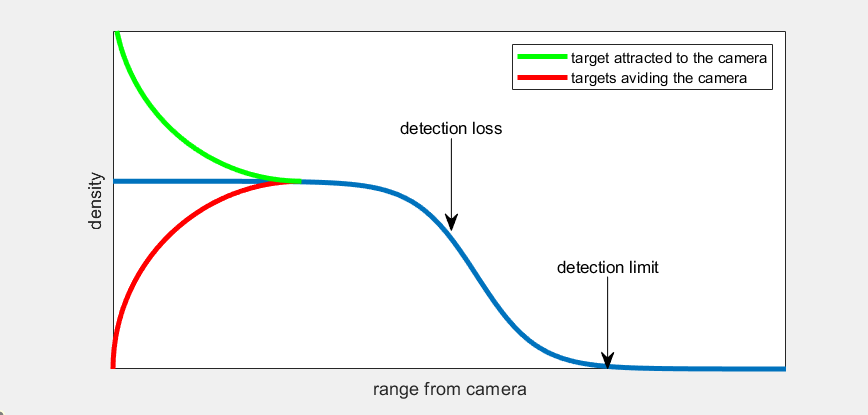 target attracted to the camera
targets aviding the camera
detection loss
density
detection limit
range from camera